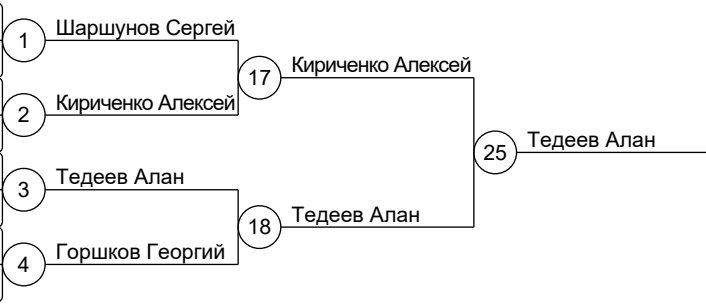 1 Шаршунов Сергей
17 Кириченко Алексей
2 Кириченко Алексей
25 Тедеев Алан
3 Тедеев Алан
18 Тедеев Алан
4 Горшков Георгий